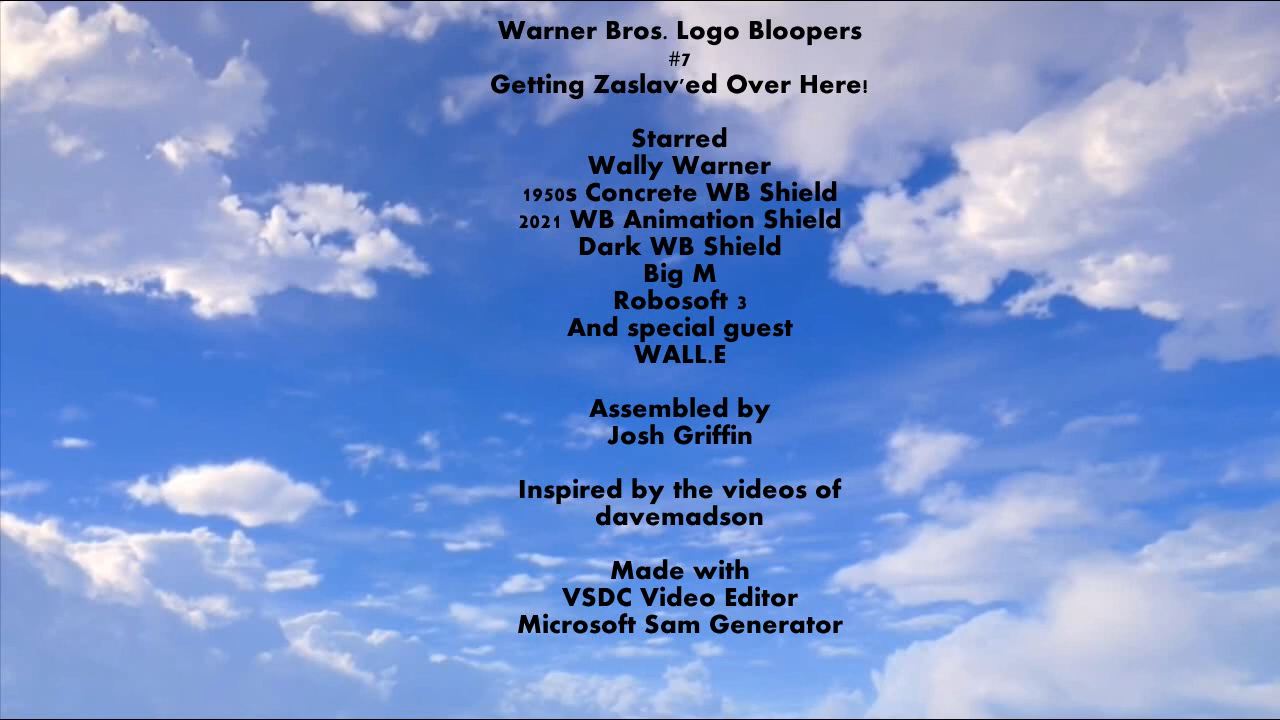 Warner Bros. Logo Bloopers
#7
Getting Zaslav'ed Over Here!
Starred
Wally Warner
1950s Concrete WB Shield
2021 WB Animation Shield
Dark WB Shield
Big M
Robosoft 3
And special guest
WALL.E
Assembled by
Josh Griffin
Inspired by the videos of
davemadson
Made with
VSDC Video Editor
Microsoft Sam Generator